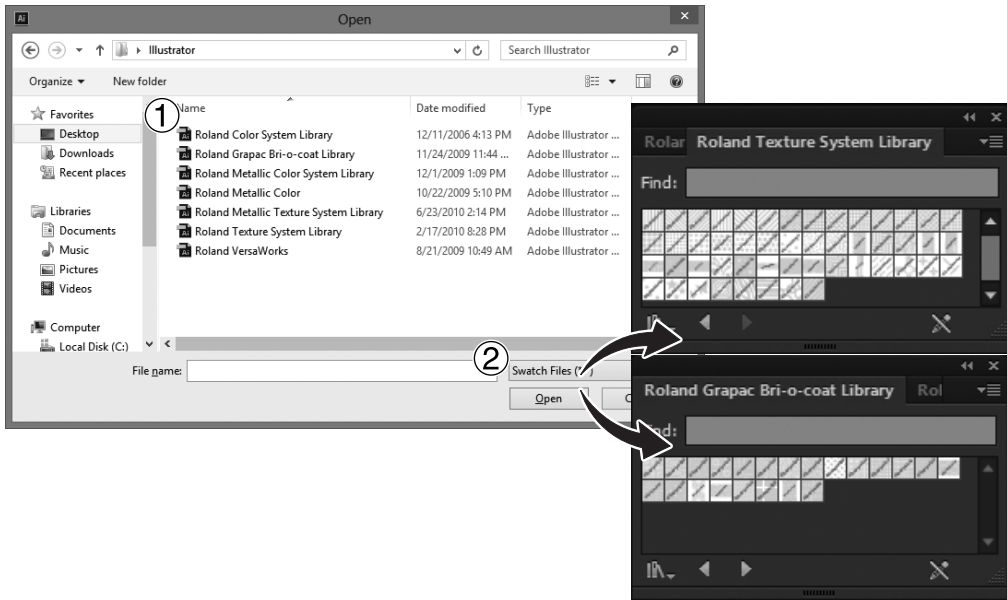 Ai Open ×
Illustrator Search Illustrator
Organize New folder
Favorites
Desktop
Downloads
Recent places
Libraries
Documents
Music
Pictures
Videos
Computer
Local Disk (C:)
① Name Date modified Type
Roland Color System Library 12/11/2006 4:13 PM Adobe Illustrator ...
Roland Grapac Bri-o-coat Library 11/24/2009 11:44 ... Adobe Illustrator ...
Roland Metallic Color System Library 12/1/2009 1:09 PM Adobe Illustrator ...
Roland Metallic Color 10/22/2009 5:10 PM Adobe Illustrator ...
Roland Metallic Texture System Library 6/23/2010 2:14 PM Adobe Illustrator ...
Roland Texture System Library 2/17/2010 8:28 PM Adobe Illustrator ...
Roland VersaWorks 8/21/2009 10:49 AM Adobe Illustrator ...
File name:
② Swatch Files
Open C
Rolar Roland Texture System Library
Find:
Roland Grapac Bri-o-coat Library Rol